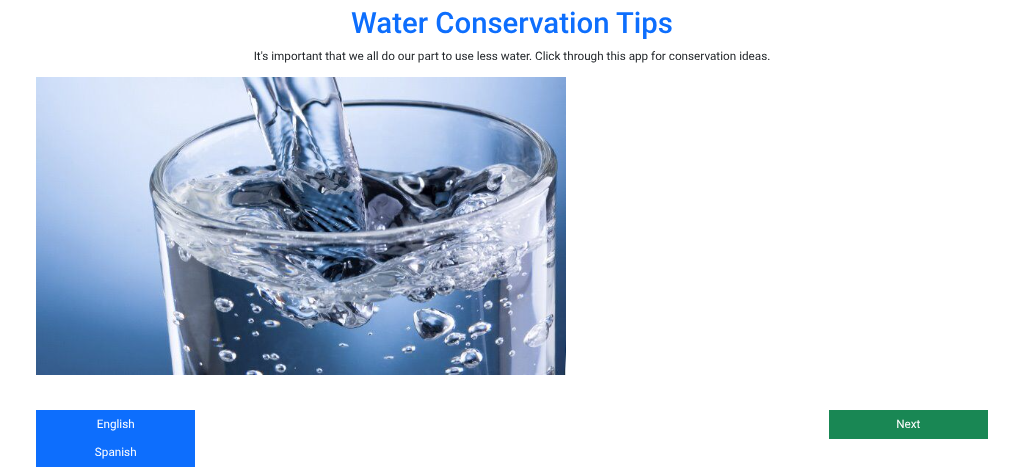 Water Conservation Tips
It's important that we all do our part to use less water. Click through this app for conservation ideas.
English
Next
Spanish